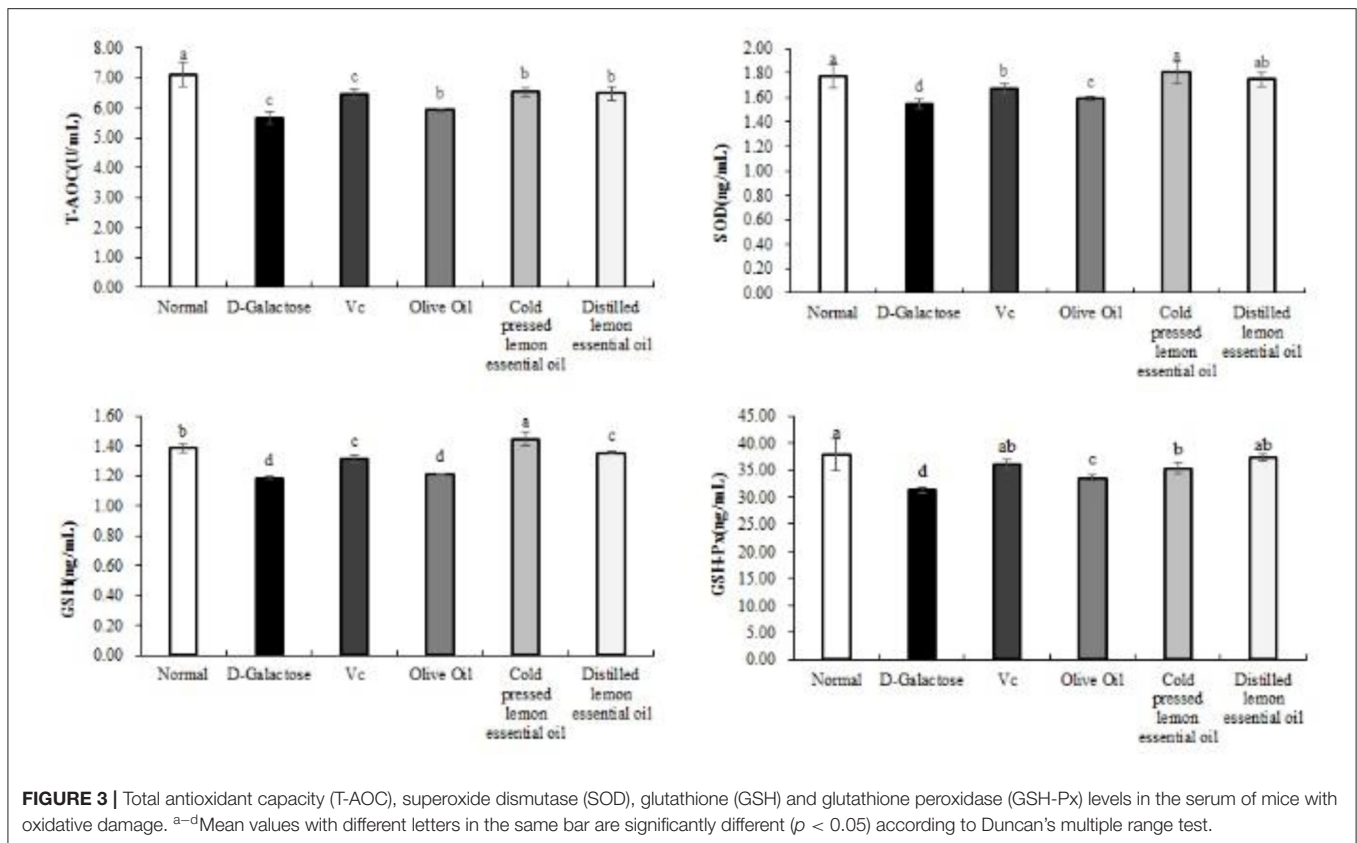 8.00
7.00
6.00
5.00
4.00
3.00
2.00
1.00
0.00
T-AOC(U/mL)
a
c
c
b
b
b
Normal
D-Galactose
Vc
Olive Oil
Cold
pressed
lemon
essential oil
Distilled
lemon
essential oil
2.00
1.80
1.60
1.40
1.20
1.00
0.80
0.60
0.40
0.20
0.00
SOD(ng/mL)
a
d
b
c
a
ab
Normal
D-Galactose
Vc
Olive Oil
Cold
pressed
lemon
essential oil
Distilled
lemon
essential oil
1.60
1.40
1.20
1.00
0.80
0.60
0.40
0.20
0.00
GSH(ng/mL)
b
d
c
d
a
c
Normal
D-Galactose
Vc
Olive Oil
Cold
pressed
lemon
essential oil
Distilled
lemon
essential oil
45.00
40.00
35.00
30.00
25.00
20.00
15.00
10.00
5.00
0.00
GSH-Px(ng/mL)
a
d
ab
c
b
ab
Normal
D-Galactose
Vc
Olive Oil
Cold
pressed
lemon
essential oil
Distilled
lemon
essential oil
FIGURE 3 | Total antioxidant capacity (T-AOC), superoxide dismutase (SOD), glutathione (GSH) and glutathione peroxidase (GSH-Px) levels in the serum of mice with
oxidative damage. a–dMean values with different letters in the same bar are significantly different (p < 0.05) according to Duncan's multiple range test.